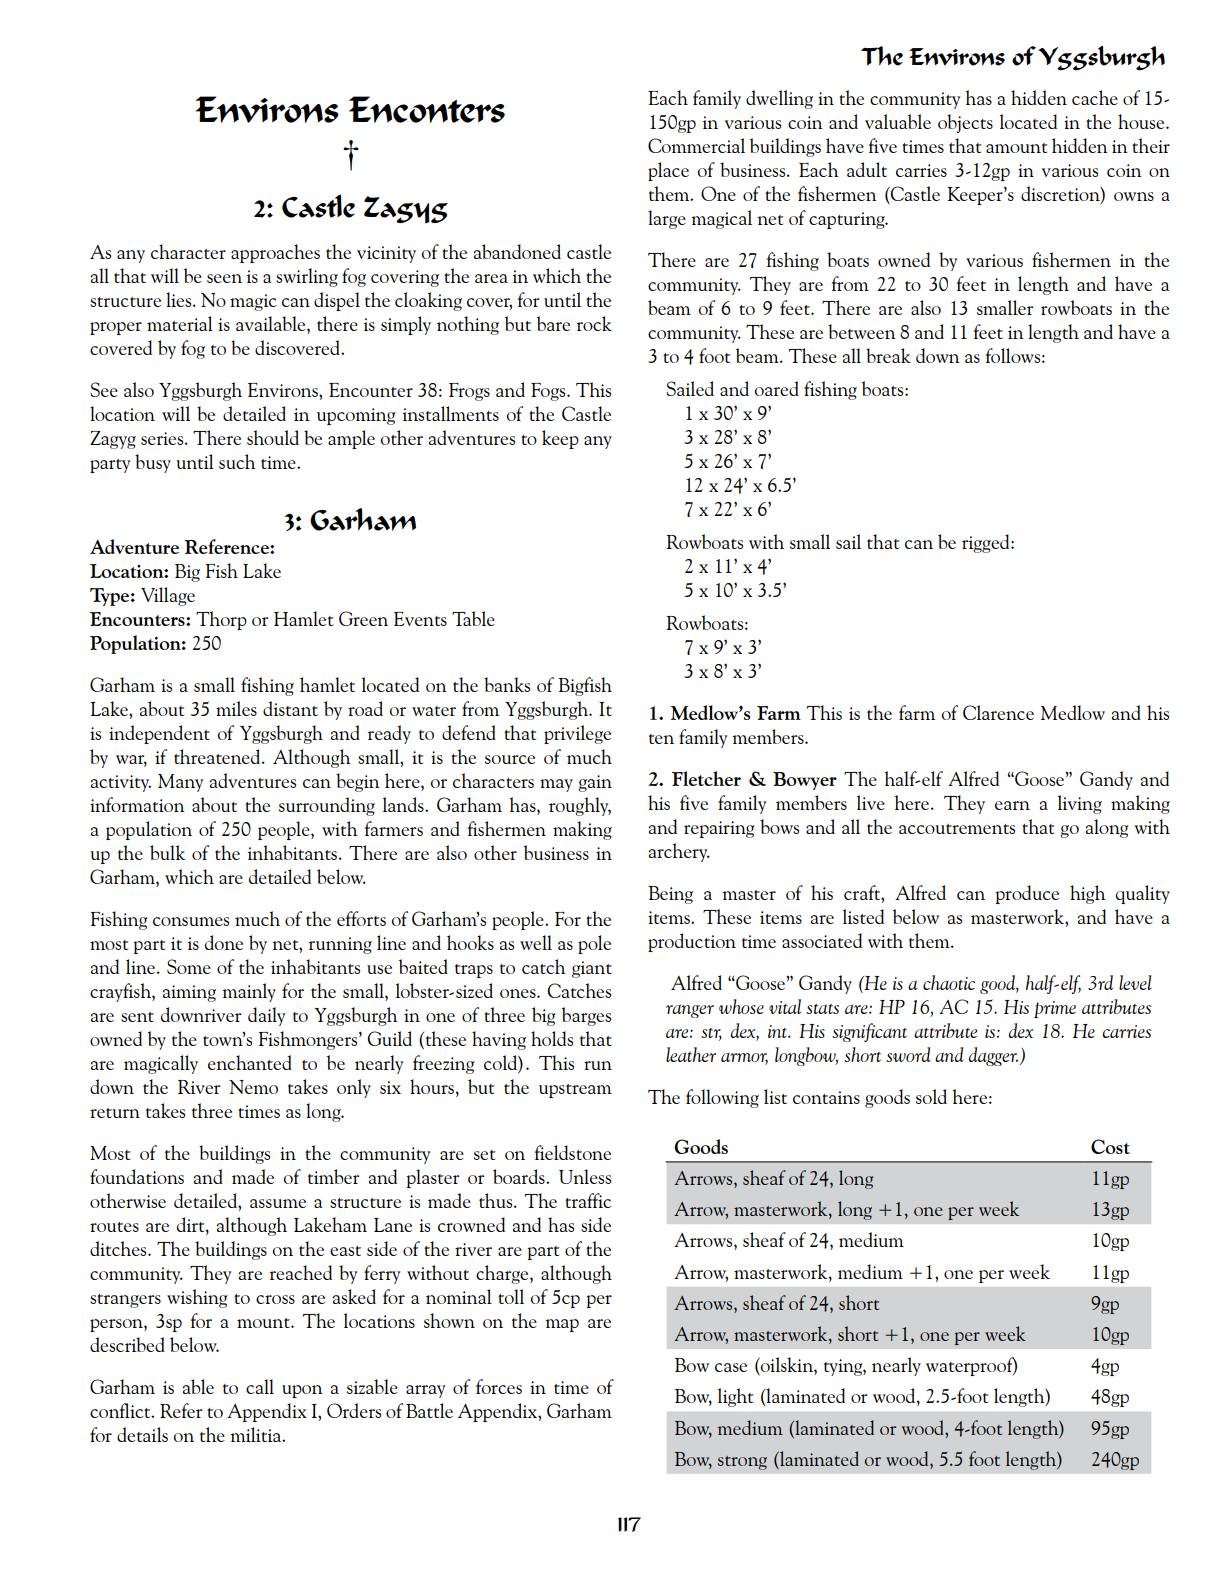 The Environs of Yggsburgh
Environs Enconters
†
2: Castle Zagyg
As any character approaches the vicinity of the abandoned castle
all that will be seen is a swirling fog covering the area in which the
structure lies. No magic can dispel the cloaking cover, for until the
proper material is available, there is simply nothing but bare rock
covered by fog to be discovered.
See also Yggsburgh Environs, Encounter 38: Frogs and Fogs. This
location will be detailed in upcoming installments of the Castle
Zagyg series. There should be ample other adventures to keep any
party busy until such time.
3: Garham
Adventure Reference:
Location: Big Fish Lake
Type: Village
Encounters: Thorp or Hamlet Green Events Table
Population: 250
Garham is a small fishing hamlet located on the banks of Bigfish
Lake, about 35 miles distant by road or water from Yggsburgh. It
is independent of Yggsburgh and ready to defend that privilege
by war, if threatened. Although small, it is the source of much
activity. Many adventures can begin here, or characters may gain
information about the surrounding lands. Garham has, roughly,
a population of 250 people, with farmers and fishermen making
up the bulk of the inhabitants. There are also other business in
Garham, which are detailed below.
Fishing consumes much of the efforts of Garham's people. For the
most part it is done by net, running line and hooks as well as pole
and line. Some of the inhabitants use baited traps to catch giant
crayfish, aiming mainly for the small, lobster-sized ones. Catches
are sent downriver daily to Yggsburgh in one of three big barges
owned by the town's Fishmongers' Guild (these having holds that
are magically enchanted to be nearly freezing cold). This run
down the River Nemo takes only six hours, but the upstream
return takes three times as long.
Most of the buildings in the community are set on fieldstone
foundations and made of timber and plaster or boards. Unless
otherwise detailed, assume a structure is made thus. The traffic
routes are dirt, although Lakeham Lane is crowned and has side
ditches. The buildings on the east side of the river are part of the
community. They are reached by ferry without charge, although
strangers wishing to cross are asked for a nominal toll of 5cp per
person, 3sp for a mount. The locations shown on the map are
described below.
Garham is able to call upon a sizable array of forces in time of
conflict. Refer to Appendix I, Orders of Battle Appendix, Garham
for details on the militia.
Each family dwelling in the community has a hidden cache of 15-
150gp in various coin and valuable objects located in the house.
Commercial buildings have five times that amount hidden in their
place of business. Each adult carries 3-12gp in various coin on
them. One of the fishermen (Castle Keeper's discretion) owns a
large magical net of capturing.
There are 27 fishing boats owned by various fishermen in the
community. They are from 22 to 30 feet in length and have a
beam of 6 to 9 feet. There are also 13 smaller rowboats in the
community. These are between 8 and 11 feet in length and have a
3 to 4 foot beam. These all break down as follows:
Sailed and oared fishing boats:
1 x 30' x 9'
3 x 28' x 8'
5 x 26' x 7'
12 x 24' x 6.5'
7 x 22' x 6'
Rowboats with small sail that can be rigged:
2 x 11' x 4'
5 x 10' x 3.5'
Rowboats:
7 x 9' x 3'
3 x 8' x 3'
1. Medlow's Farm This is the farm of Clarence Medlow and his
ten family members.
2. Fletcher & Bowyer The half-elf Alfred "Goose" Gandy and
his five family members live here. They earn a living making
and repairing bows and all the accoutrements that go along with
archery.
Being a master of his craft, Alfred can produce high quality
items. These items are listed below as masterwork, and have a
production time associated with them.
Alfred "Goose" Gandy (He is a chaotic good, half-elf, 3rd level
ranger whose vital stats are: HP 16, AC 15. His prime attributes
are: str, dex, int. His significant attribute is: dex 18. He carries
leather armor, longbow, short sword and dagger.)
The following list contains goods sold here:
Goods Cost
Arrows, sheaf of 24, long 11gp
Arrow, masterwork, long +1, one per week 13gp
Arrows, sheaf of 24, medium 10gp
Arrow, masterwork, medium +1, one per week 11gp
Arrows, sheaf of 24, short 9gp
Arrow, masterwork, short +1, one per week 10gp
Bow case (oilskin, tying, nearly waterproof) 4gp
Bow, light (laminated or wood, 2.5-foot length) 48gp
Bow, medium (laminated or wood, 4-foot length) 95gp
Bow, strong (laminated or wood, 5.5 foot length) 240gp
117